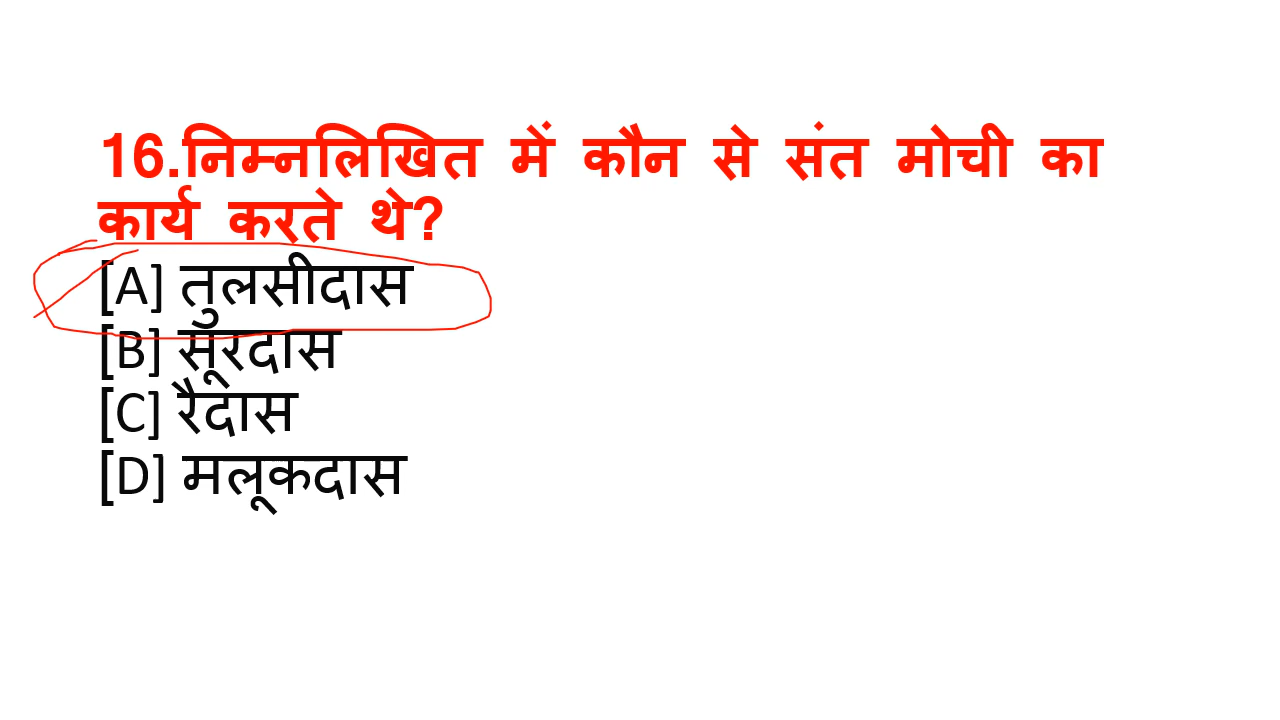 16.निम्नलिखित में कौन से संत मोची का
कार्य करते थे?
[A] तुलसीदास
[B] सूरदास
[C] रैदास
[D] मलूकदास